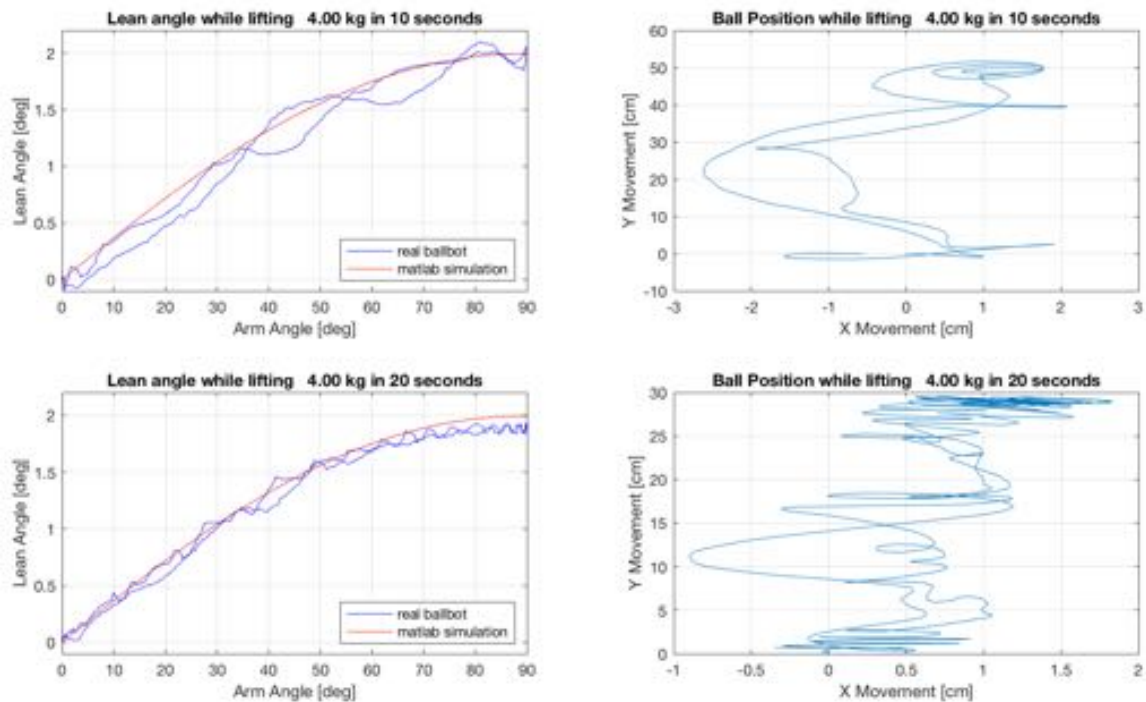 Lean angle while lifting 4.00 kg in 10 seconds
2
1.5
1
0.5
0
Lean Angle [deg]
real ballbot
matlab simulation
0 10 20 30 40 50 60 70 80 90
Arm Angle [deg]
Ball Position while lifting 4.00 kg in 10 seconds
60
50
40
30
20
10
0
-10
Y Movement [cm]
-3 -2 -1 0 1 2 3
X Movement [cm]
Lean angle while lifting 4.00 kg in 20 seconds
2
1.5
1
0.5
0
Lean Angle [deg]
real ballbot
matlab simulation
0 10 20 30 40 50 60 70 80 90
Arm Angle [deg]
Ball Position while lifting 4.00 kg in 20 seconds
30
25
20
15
10
5
0
Y Movement [cm]
-1 -0.5 0 0.5 1 1.5 2
X Movement [cm]